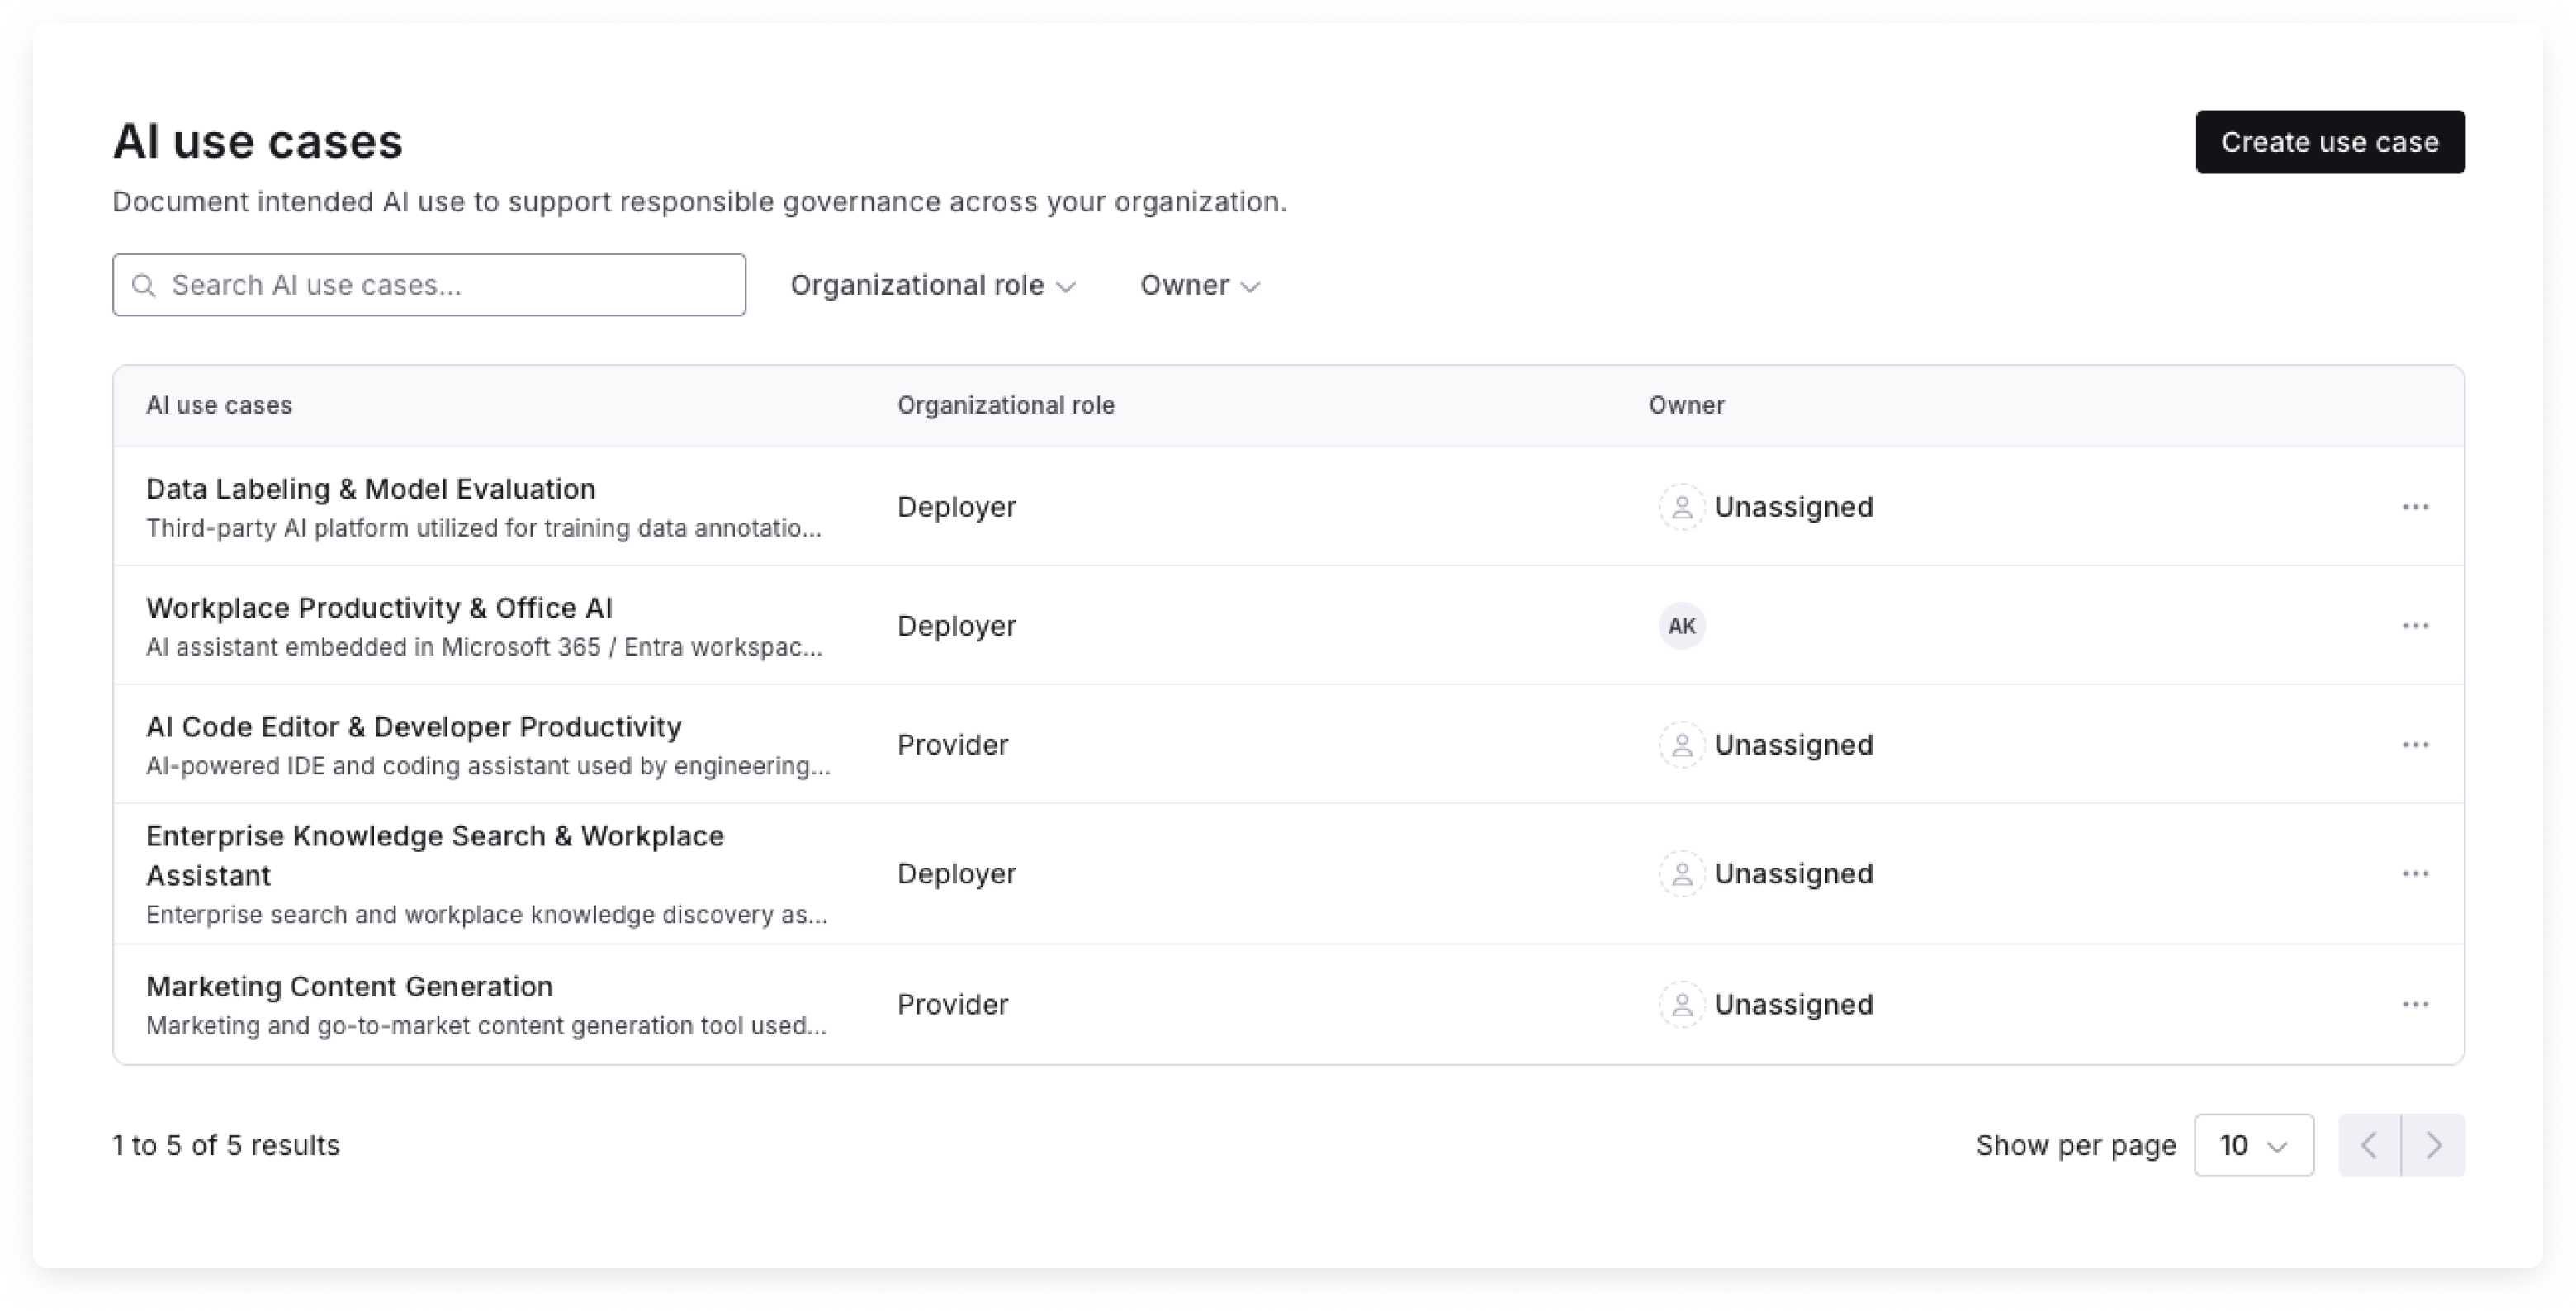 AI use cases
Create use case
Document intended AI use to support responsible governance across your organization.
Search AI use cases...
Organizational role
Owner
AI use cases
Organizational role
Owner
Data Labeling & Model Evaluation
Third-party AI platform utilized for training data annotatio...
Deployer
Unassigned
Workplace Productivity & Office AI
AI assistant embedded in Microsoft 365 / Entra workspac...
Deployer
AK
AI Code Editor & Developer Productivity
AI-powered IDE and coding assistant used by engineering...
Provider
Unassigned
Enterprise Knowledge Search & Workplace
Assistant
Enterprise search and workplace knowledge discovery as...
Deployer
Unassigned
Marketing Content Generation
Marketing and go-to-market content generation tool used...
Provider
Unassigned
1 to 5 of 5 results
Show per page
10